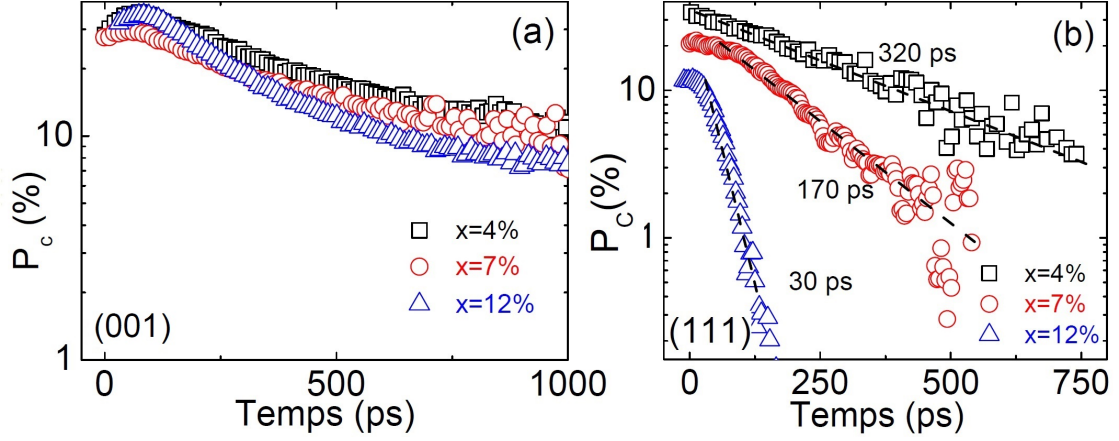 (a)
10
1
P_c (%)
x=4%
x=7%
x=12%
(001)
0
500
1000
Temps (ps)
(b)
10
1
P_c (%)
320 ps
170 ps
30 ps
x=4%
x=7%
x=12%
(111)
0
250
500
750
Temps (ps)